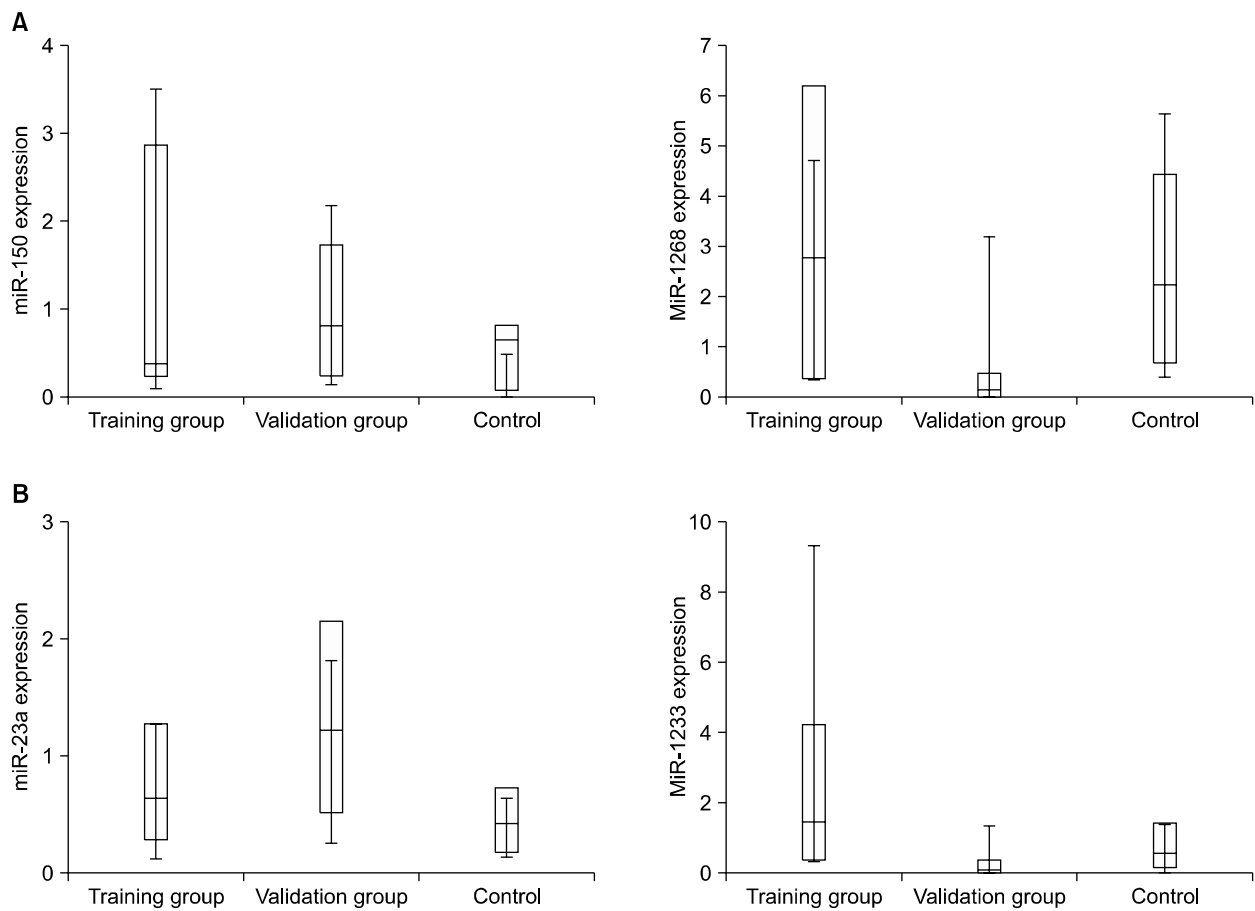 A
miR-150 expression
4
3
2
1
0
Training group Validation group Control
MiR-1268 expression
7
6
5
4
3
2
1
0
Training group Validation group Control
B
miR-23a expression
3
2
1
0
Training group Validation group Control
MiR-1233 expression
10
8
6
4
2
0
Training group Validation group Control